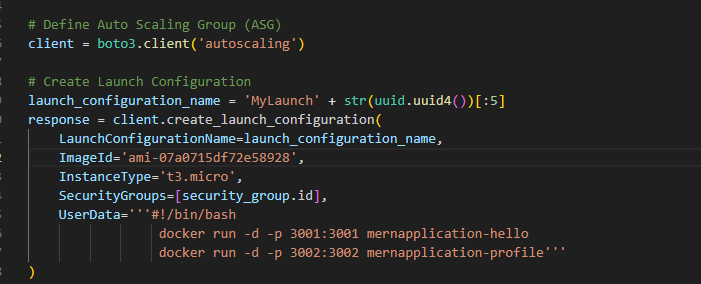 # Define Auto Scaling Group (ASG)
client = boto3.client('autoscaling')
# Create Launch Configuration
launch_configuration_name = 'MyLaunch' + str(uuid.uuid4())[:5]
response = client.create_launch_configuration(
    LaunchConfigurationName=launch_configuration_name,
    ImageId='ami-07a0715df72e58928',
    InstanceType='t3.micro',
    SecurityGroups=[security_group.id],
    UserData='''#!/bin/bash
                docker run -d -p 3001:3001 mernapplication-hello
                docker run -d -p 3002:3002 mernapplication-profile'''
)